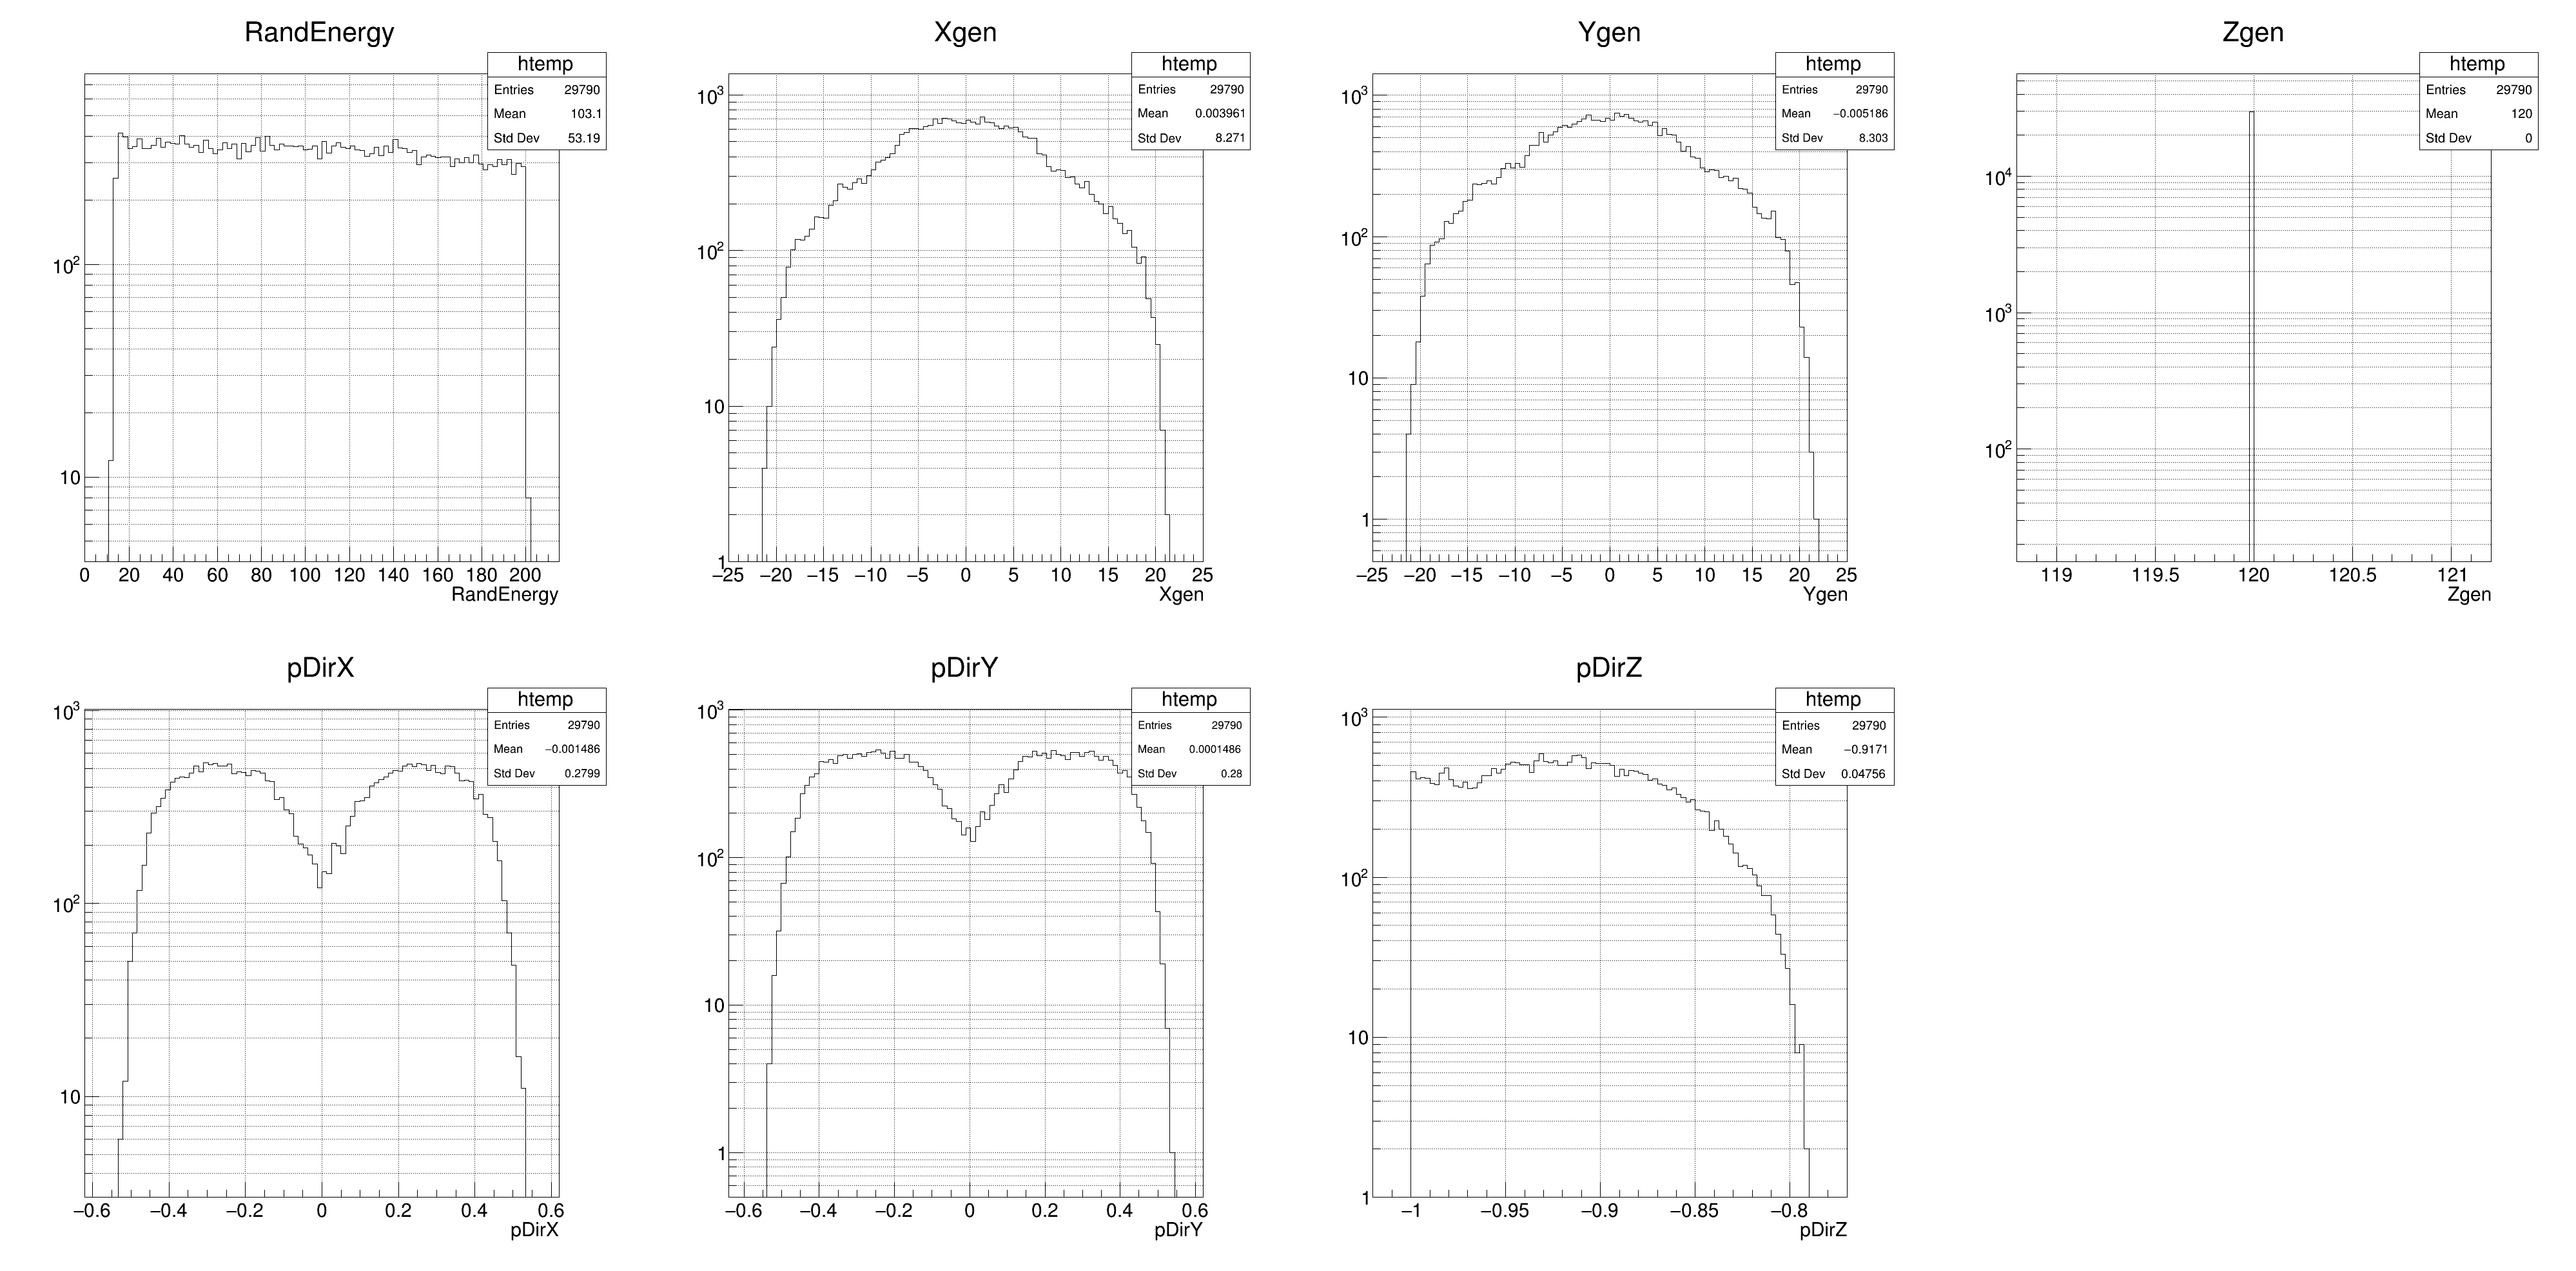 RandEnergy
htemp
Entries 29790
Mean 103.1
Std Dev 53.19
10²
10
0 20 40 60 80 100 120 140 160 180 200
RandEnergy
Xgen
htemp
Entries 29790
Mean 0.003961
Std Dev 8.271
10³
10²
10
1
−25 −20 −15 −10 −5 0 5 10 15 20 25
Xgen
Ygen
htemp
Entries 29790
Mean −0.005186
Std Dev 8.303
10³
10²
10
1
−25 −20 −15 −10 −5 0 5 10 15 20 25
Ygen
Zgen
htemp
Entries 29790
Mean 120
Std Dev 0
10⁴
10³
10²
119 119.5 120 120.5 121
Zgen
pDirX
htemp
Entries 29790
Mean −0.001486
Std Dev 0.2799
10³
10²
10
−0.6 −0.4 −0.2 0 0.2 0.4 0.6
pDirX
pDirY
htemp
Entries 29790
Mean 0.0001486
Std Dev 0.28
10³
10²
10
1
−0.6 −0.4 −0.2 0 0.2 0.4 0.6
pDirY
pDirZ
htemp
Entries 29790
Mean −0.9171
Std Dev 0.04756
10³
10²
10
1
−1 −0.95 −0.9 −0.85 −0.8
pDirZ